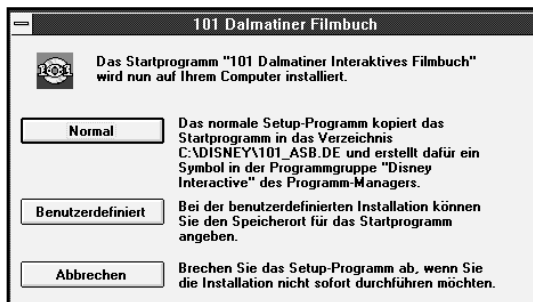 101 Dalmatiner Filmbuch
Das Startprogramm "101 Dalmatiner Interaktives Filmbuch"
wird nun auf Ihrem Computer installiert.
Normal
Das normale Setup-Programm kopiert das
Startprogramm in das Verzeichnis
C:\DISNEY\101_ASB.DE und erstellt dafür ein
Symbol in der Programmgruppe "Disney
Interactive" des Programm-Managers.
Benutzerdefiniert
Bei der benutzerdefinierten Installation können
Sie den Speicherort für das Startprogramm
angeben.
Abbrechen
Brechen Sie das Setup-Programm ab, wenn Sie
die Installation nicht sofort durchführen möchten.